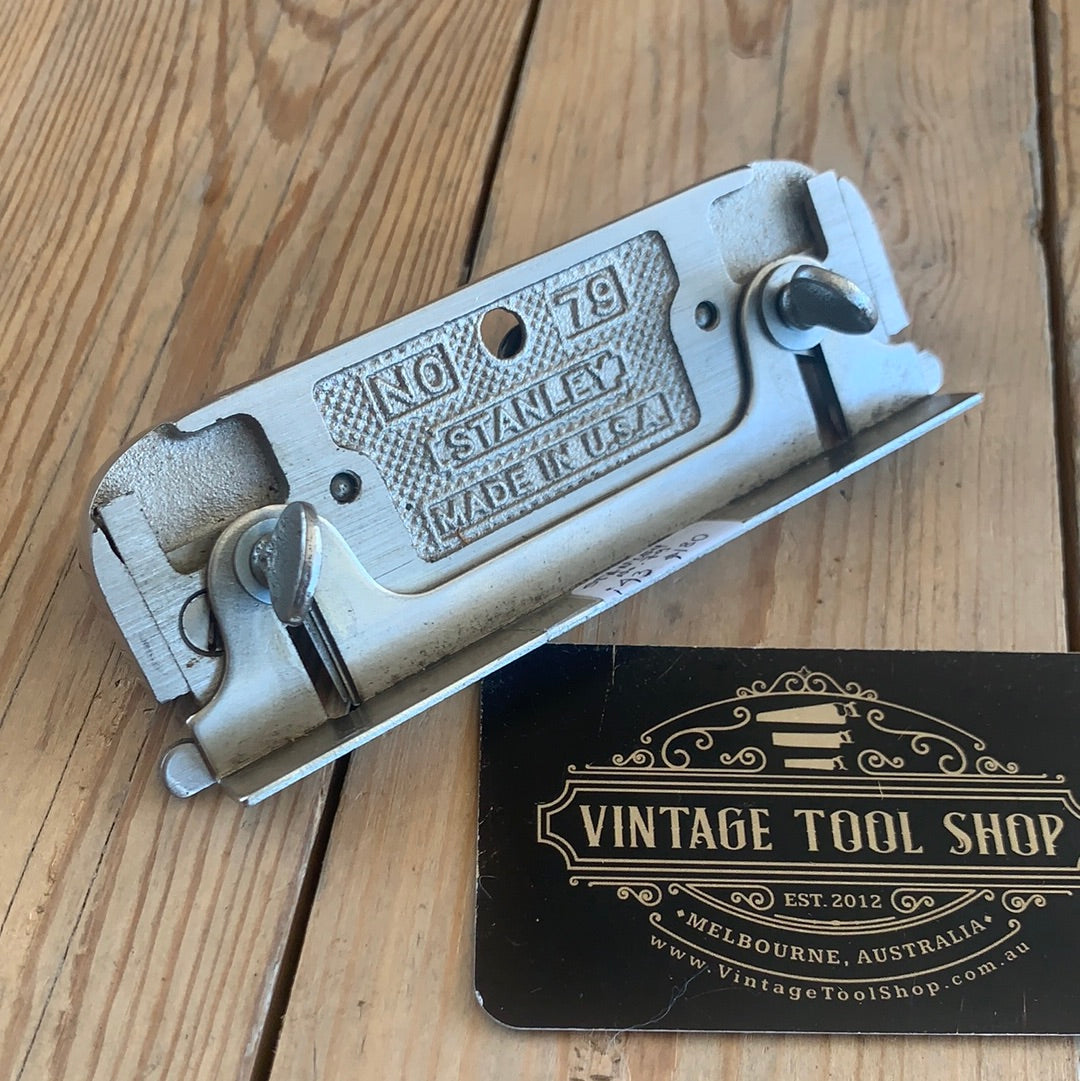 NO 79
STANLEY
MADE IN U.S.A.
VINTAGE TOOL SHOP
EST. 2012
MELBOURNE, AUSTRALIA
www.VintageToolShop.com.au